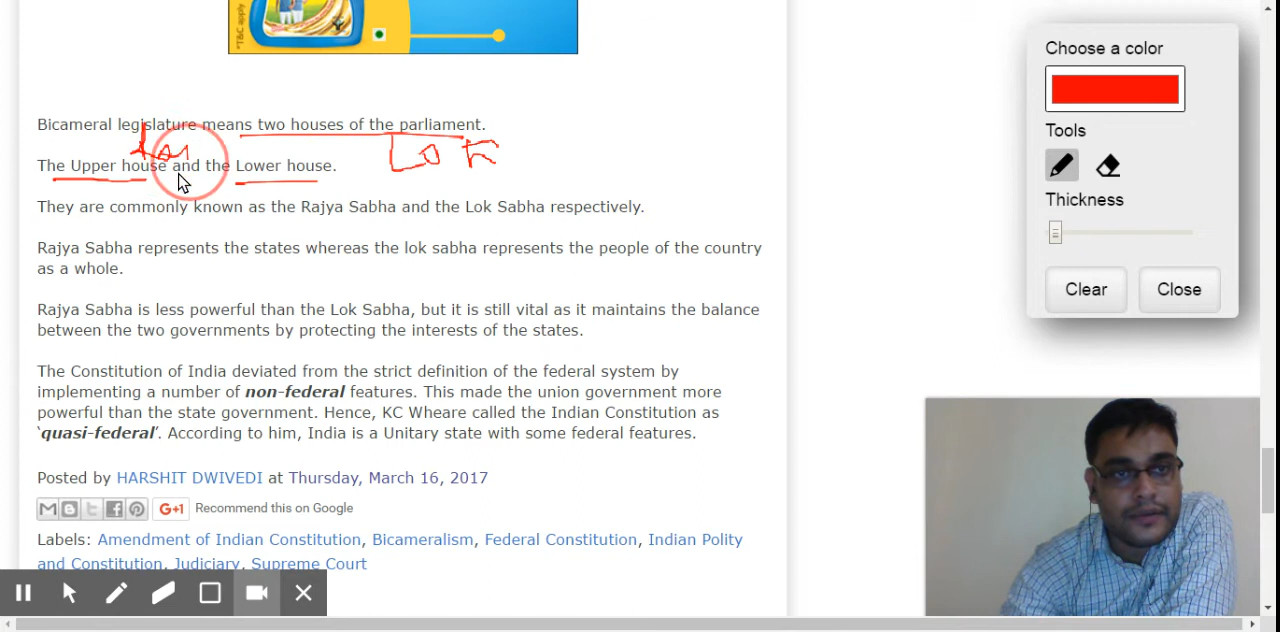 *T&C apply
Choose a color
Bicameral legislature means two houses of the parliament.
Tools
The Upper house and the Lower house.
Thickness
They are commonly known as the Rajya Sabha and the Lok Sabha respectively.
Rajya Sabha represents the states whereas the lok sabha represents the people of the country
as a whole.
Clear Close
Rajya Sabha is less powerful than the Lok Sabha, but it is still vital as it maintains the balance
between the two governments by protecting the interests of the states.
The Constitution of India deviated from the strict definition of the federal system by
implementing a number of non-federal features. This made the union government more
powerful than the state government. Hence, KC Wheare called the Indian Constitution as
‘quasi-federal’. According to him, India is a Unitary state with some federal features.
Posted by HARSHIT DWIVEDI at Thursday, March 16, 2017
G+1 Recommend this on Google
Labels: Amendment of Indian Constitution, Bicameralism, Federal Constitution, Indian Polity
and Constitution, Judiciary, Supreme Court